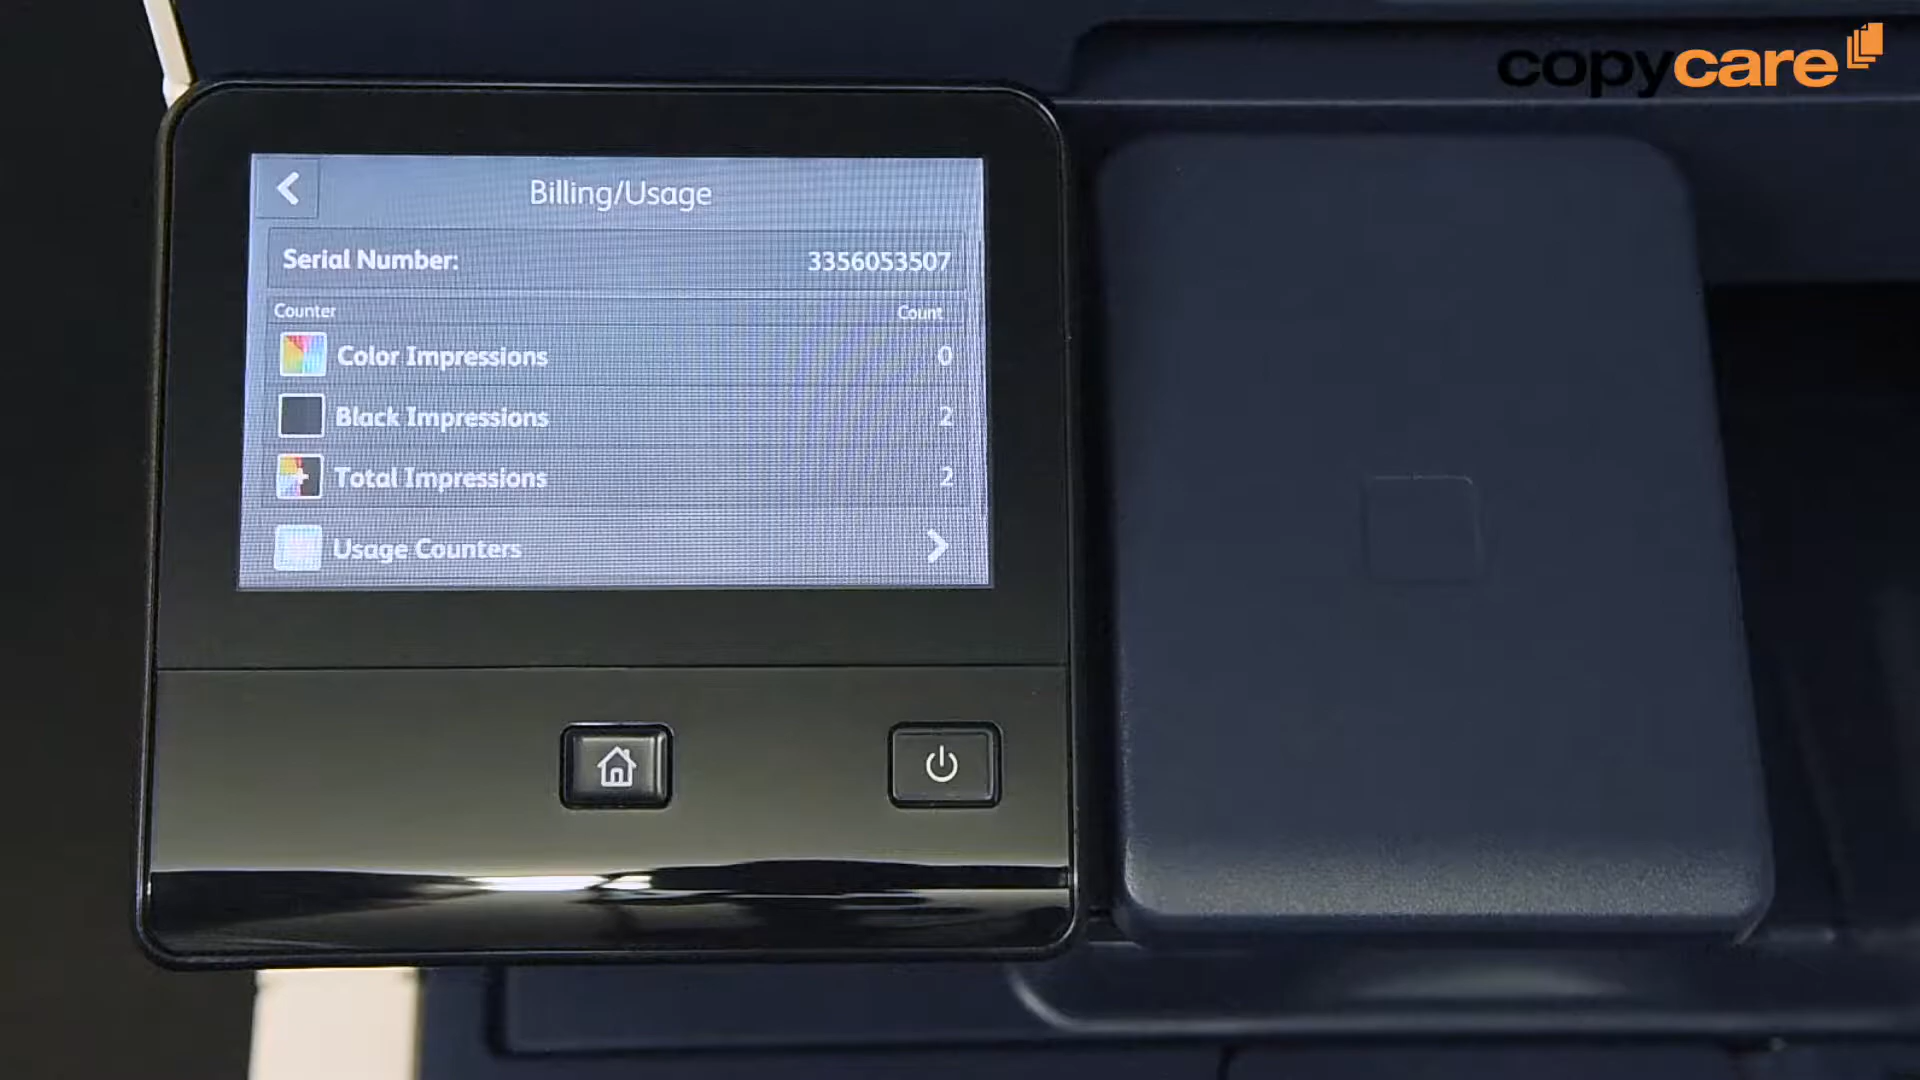 copycare
Billing/Usage
Serial Number: 3356053507
Counter Count
Color Impressions 0
Black Impressions 2
Total Impressions 2
Usage Counters